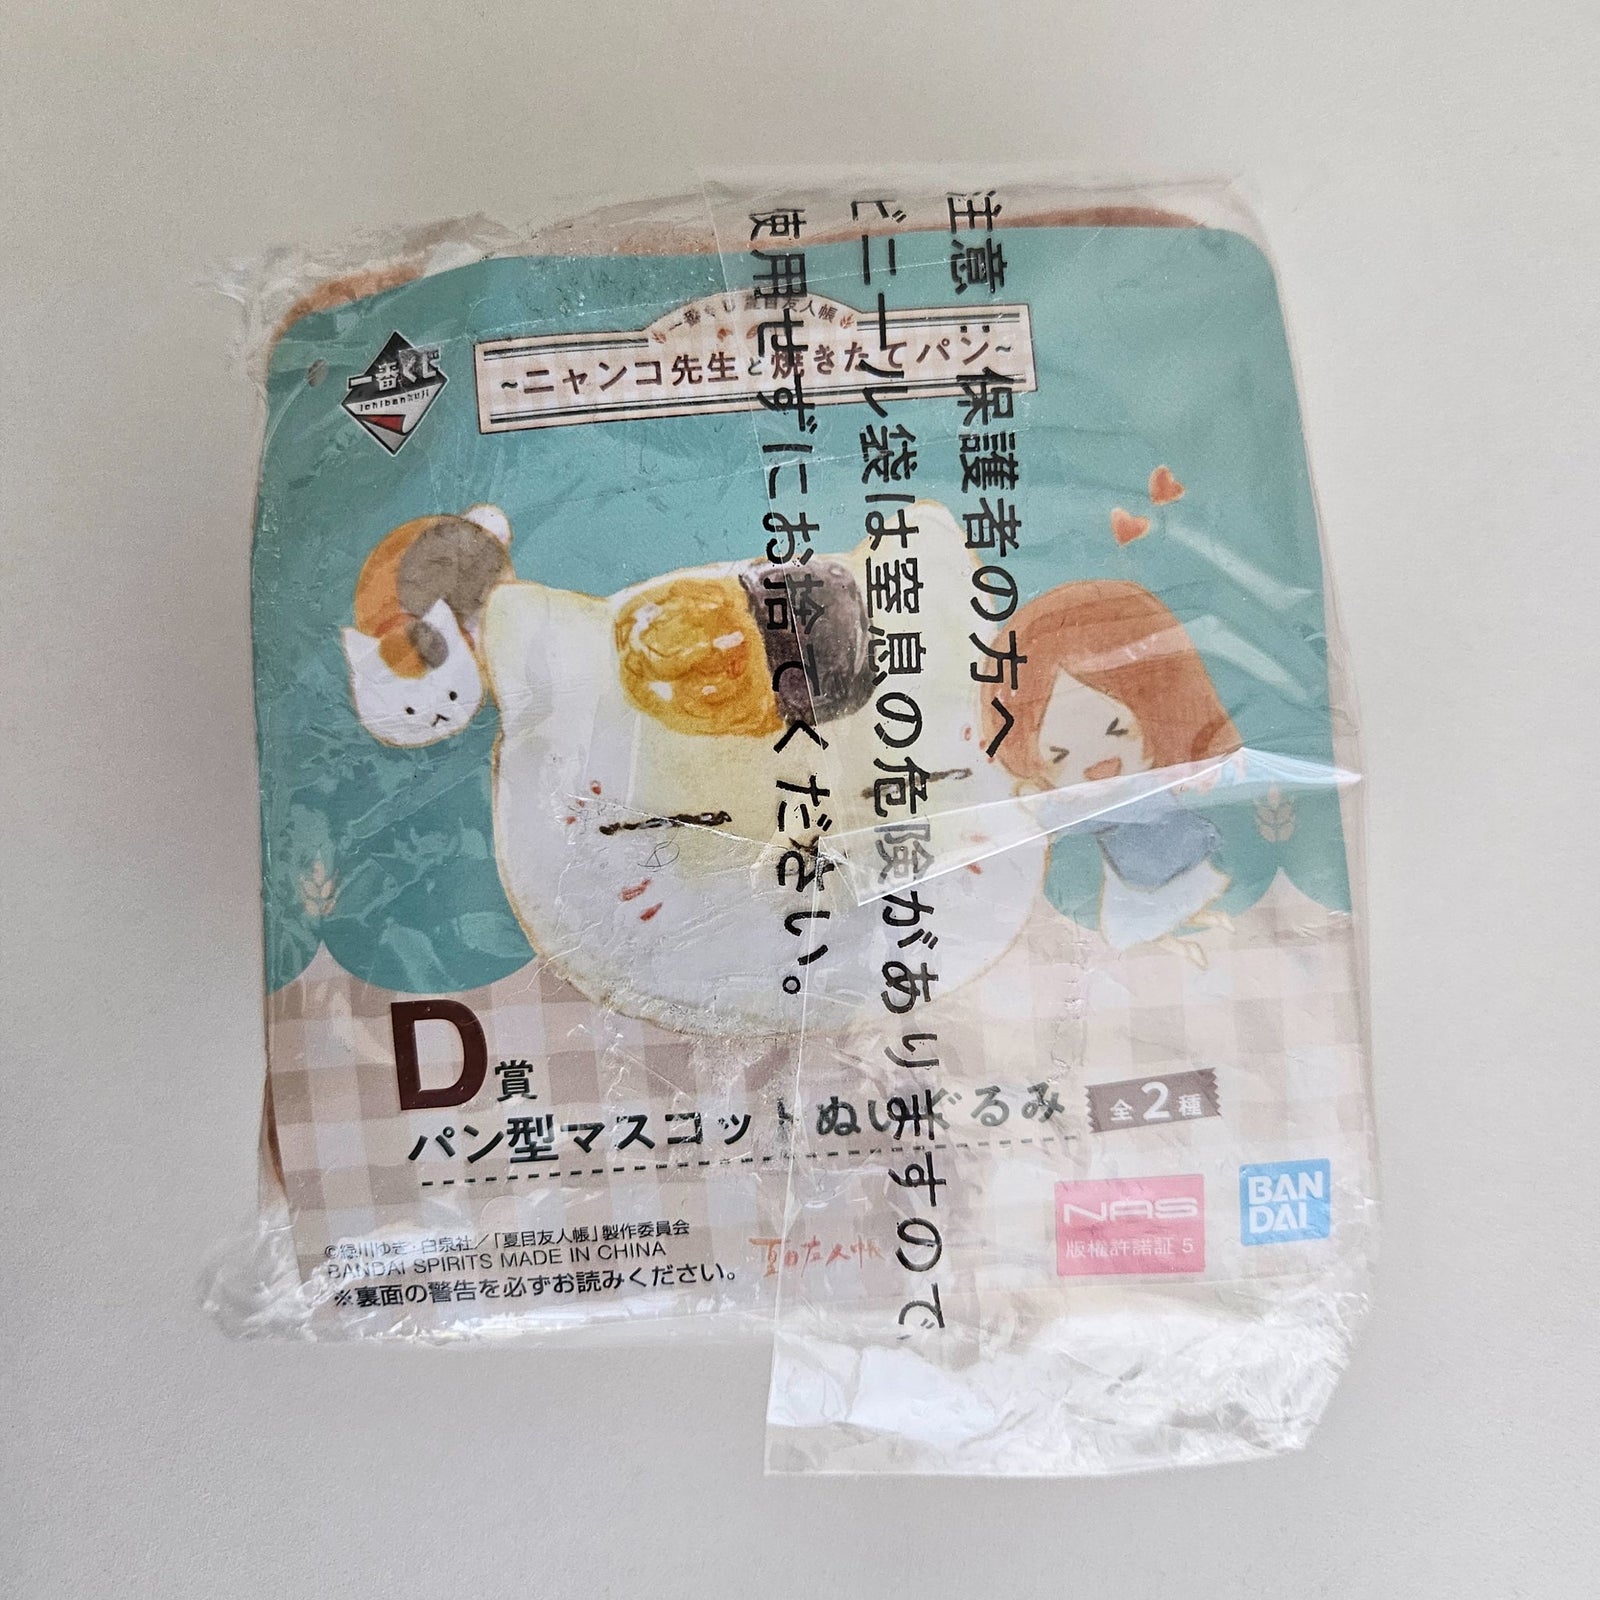 一番くじ 夏目友人帳
~ニャンコ先生と焼きたてパン~
一番くじ
ichibankuji
注意 保護者の方へ
ビニール袋は窒息の危険がありますので、
使用せずにお捨てください。
D賞
パン型マスコットぬいぐるみ
全2種
©緑川ゆき・白泉社/「夏目友人帳」製作委員会
BANDAI SPIRITS MADE IN CHINA
※裏面の警告を必ずお読みください。
夏目友人帳
NAS
版権許諾証 5
BAN
DAI